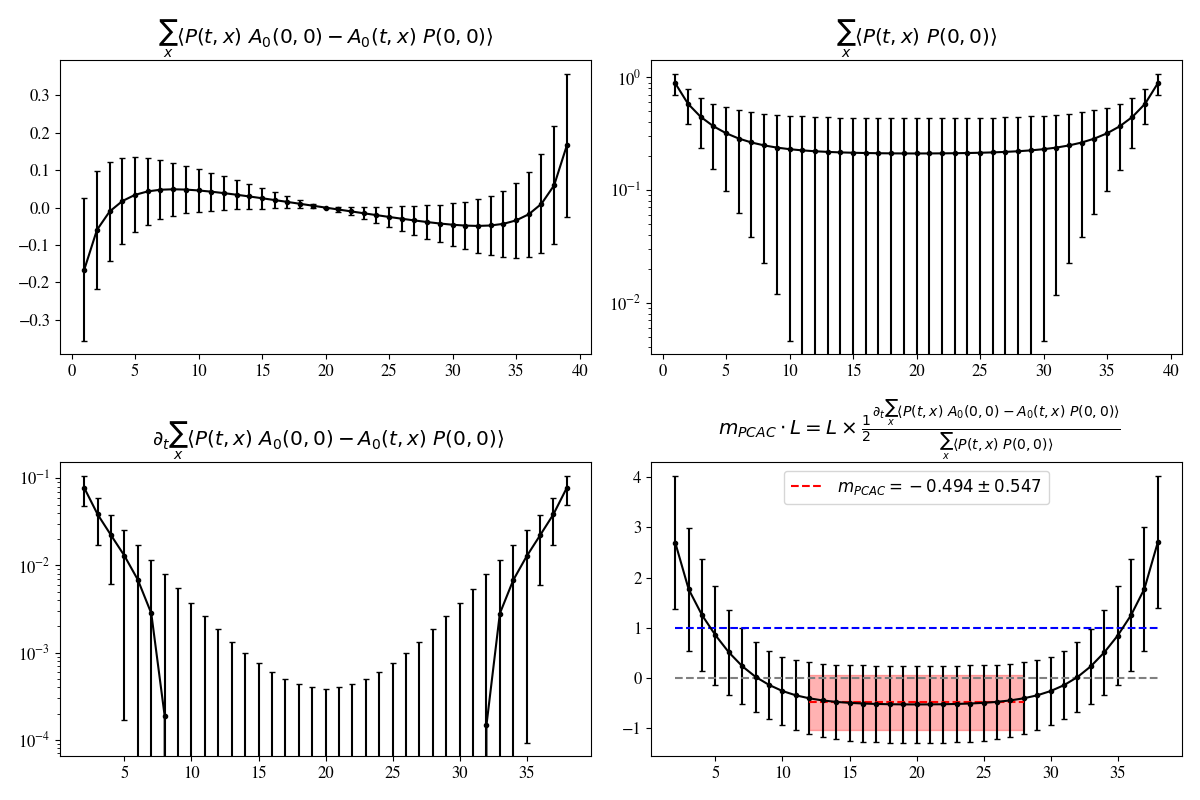 ∑ₓ⟨P(t, x) A₀(0, 0) − A₀(t, x) P(0, 0)⟩
0.3
0.2
0.1
0.0
−0.1
−0.2
−0.3
0 5 10 15 20 25 30 35 40
∑ₓ⟨P(t, x) P(0, 0)⟩
10⁰
10⁻¹
10⁻²
0 5 10 15 20 25 30 35 40
∂ₜ∑ₓ⟨P(t, x) A₀(0, 0) − A₀(t, x) P(0, 0)⟩
10⁻¹
10⁻²
10⁻³
10⁻⁴
5 10 15 20 25 30 35
m_PCAC · L = L × 1/2 ∂ₜ∑ₓ⟨P(t, x) A₀(0, 0) − A₀(t, x) P(0, 0)⟩ / ∑ₓ⟨P(t, x) P(0, 0)⟩
m_PCAC = −0.494 ± 0.547
4
3
2
1
0
−1
5 10 15 20 25 30 35